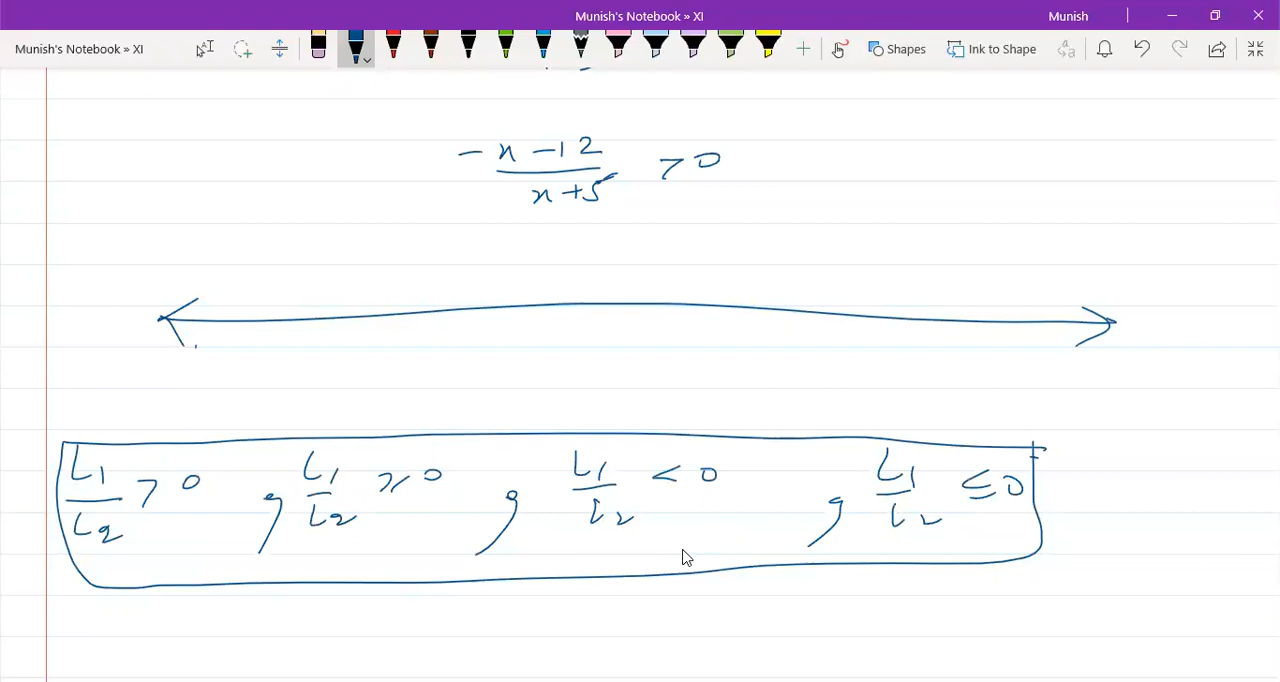 Munish's Notebook » XI
Munish
Munish's Notebook » XI
Shapes
Ink to Shape
-x-12
x+5
>0
L1/L2 > 0 , L1/L2 ≥ 0 , L1/L2 < 0 , L1/L2 ≤ 0